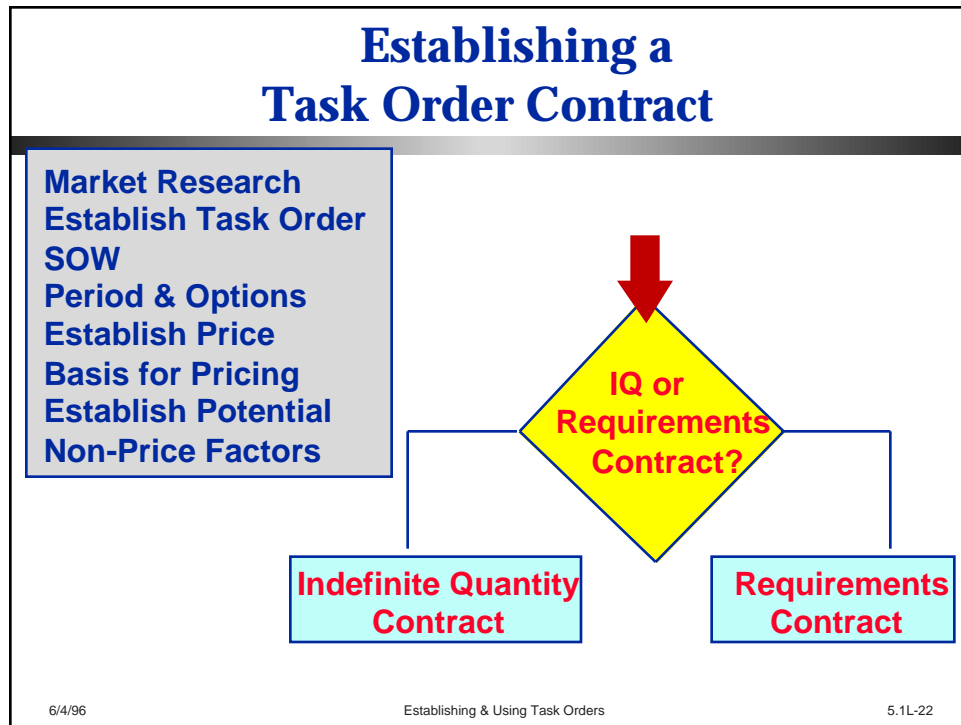 Establishing a
Task Order Contract
Market Research
Establish Task Order
SOW
Period & Options
Establish Price
Basis for Pricing
Establish Potential
Non-Price Factors
IQ or
Requirements
Contract?
Indefinite Quantity
Contract
Requirements
Contract
6/4/96
Establishing & Using Task Orders
5.1L-22